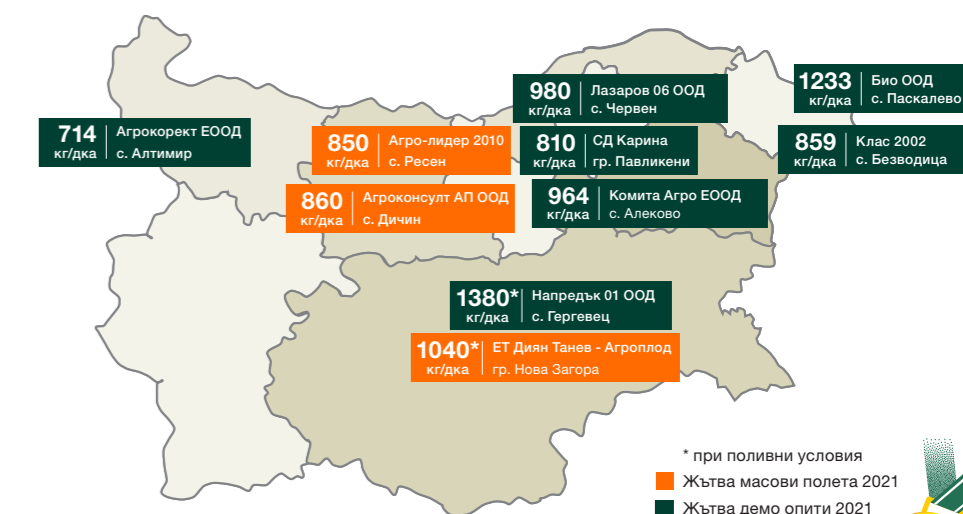 980 Лазаров 06 ООД
кг/дка с. Червен
1233 Био ООД
кг/дка с. Паскалево
714 Агрокорект ЕООД
кг/дка с. Алтимир
850 Агро-лидер 2010
кг/дка с. Ресен
810 СД Карина
кг/дка гр. Павликени
859 Клас 2002
кг/дка с. Безводица
860 Агроконсулт АП ООД
кг/дка с. Дичин
964 Комита Агро ЕООД
кг/дка с. Алеково
1380* Напредък 01 ООД
кг/дка с. Гергевец
1040* ЕТ Диян Танев - Агроплод
кг/дка гр. Нова Загора
* при поливни условия
Жътва масови полета 2021
Жътва демо опити 2021